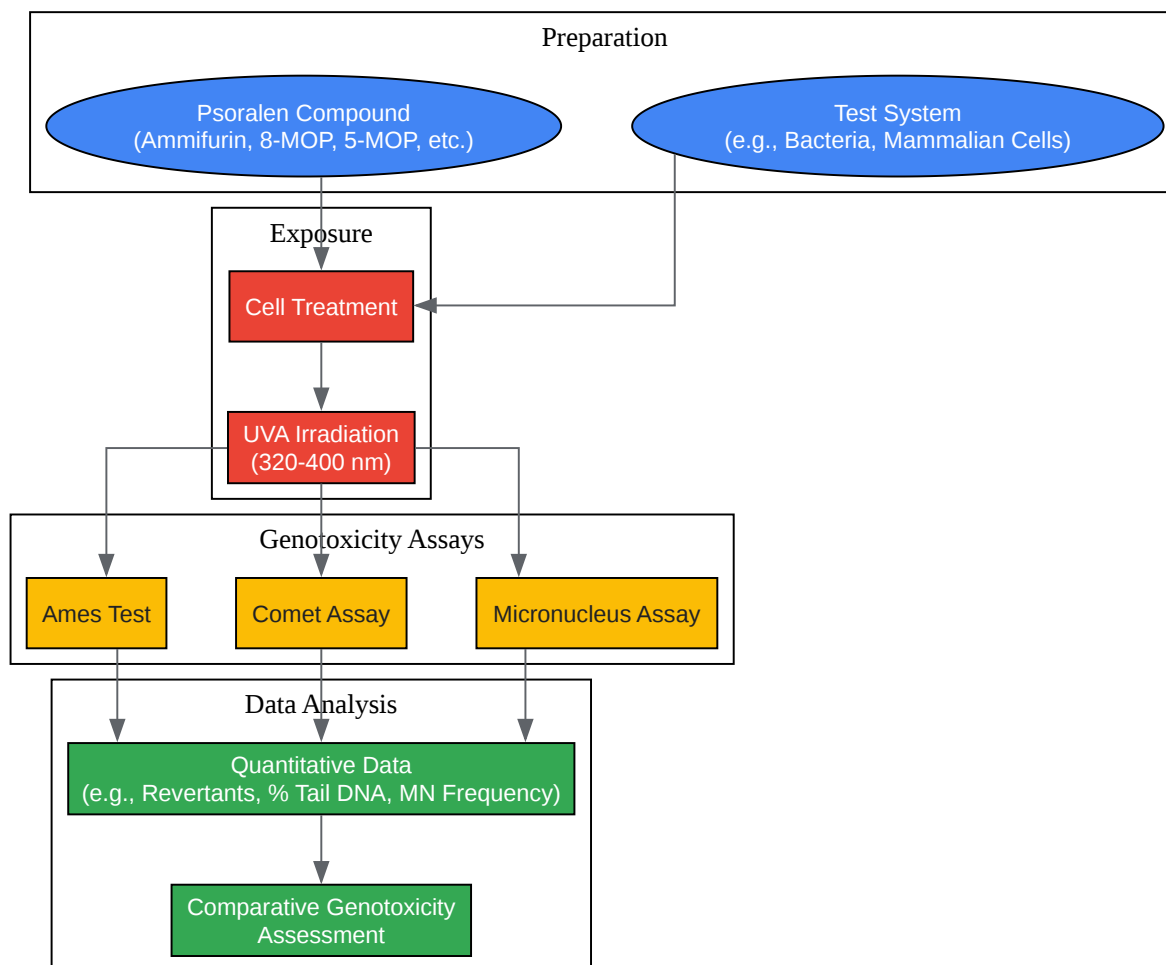 Preparation
Psoralen Compound
(Ammifurin, 8-MOP, 5-MOP, etc.)
Test System
(e.g., Bacteria, Mammalian Cells)
Exposure
Cell Treatment
UVA Irradiation
(320-400 nm)
Genotoxicity Assays
Ames Test
Comet Assay
Micronucleus Assay
Data Analysis
Quantitative Data
(e.g., Revertants, % Tail DNA, MN Frequency)
Comparative Genotoxicity
Assessment